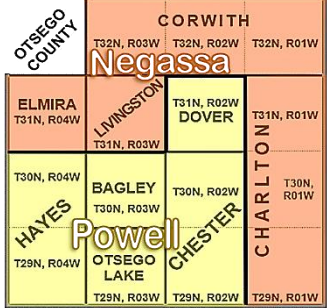 OTSEGO
COUNTY
CORWITH
T32N, R03W
T32N, R02W
T32N, R01W
Negassa
ELMIRA
T31N, R04W
LIVINGSTON
T31N, R03W
T31N, R02W
DOVER
T31N, R01W
CHARLTON
T30N, R04W
HAYES
T29N, R04W
BAGLEY
T30N, R03W
T30N, R02W
CHESTER
T30N,
R01W
Powell
OTSEGO
LAKE
T29N, R03W
T29N, R02W
T29N, R01W